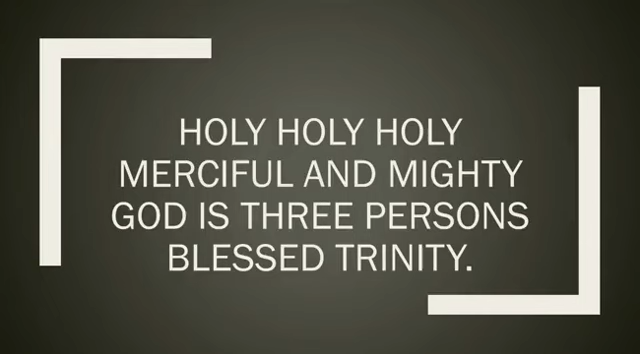 HOLY HOLY HOLY
MERCIFUL AND MIGHTY
GOD IS THREE PERSONS
BLESSED TRINITY.